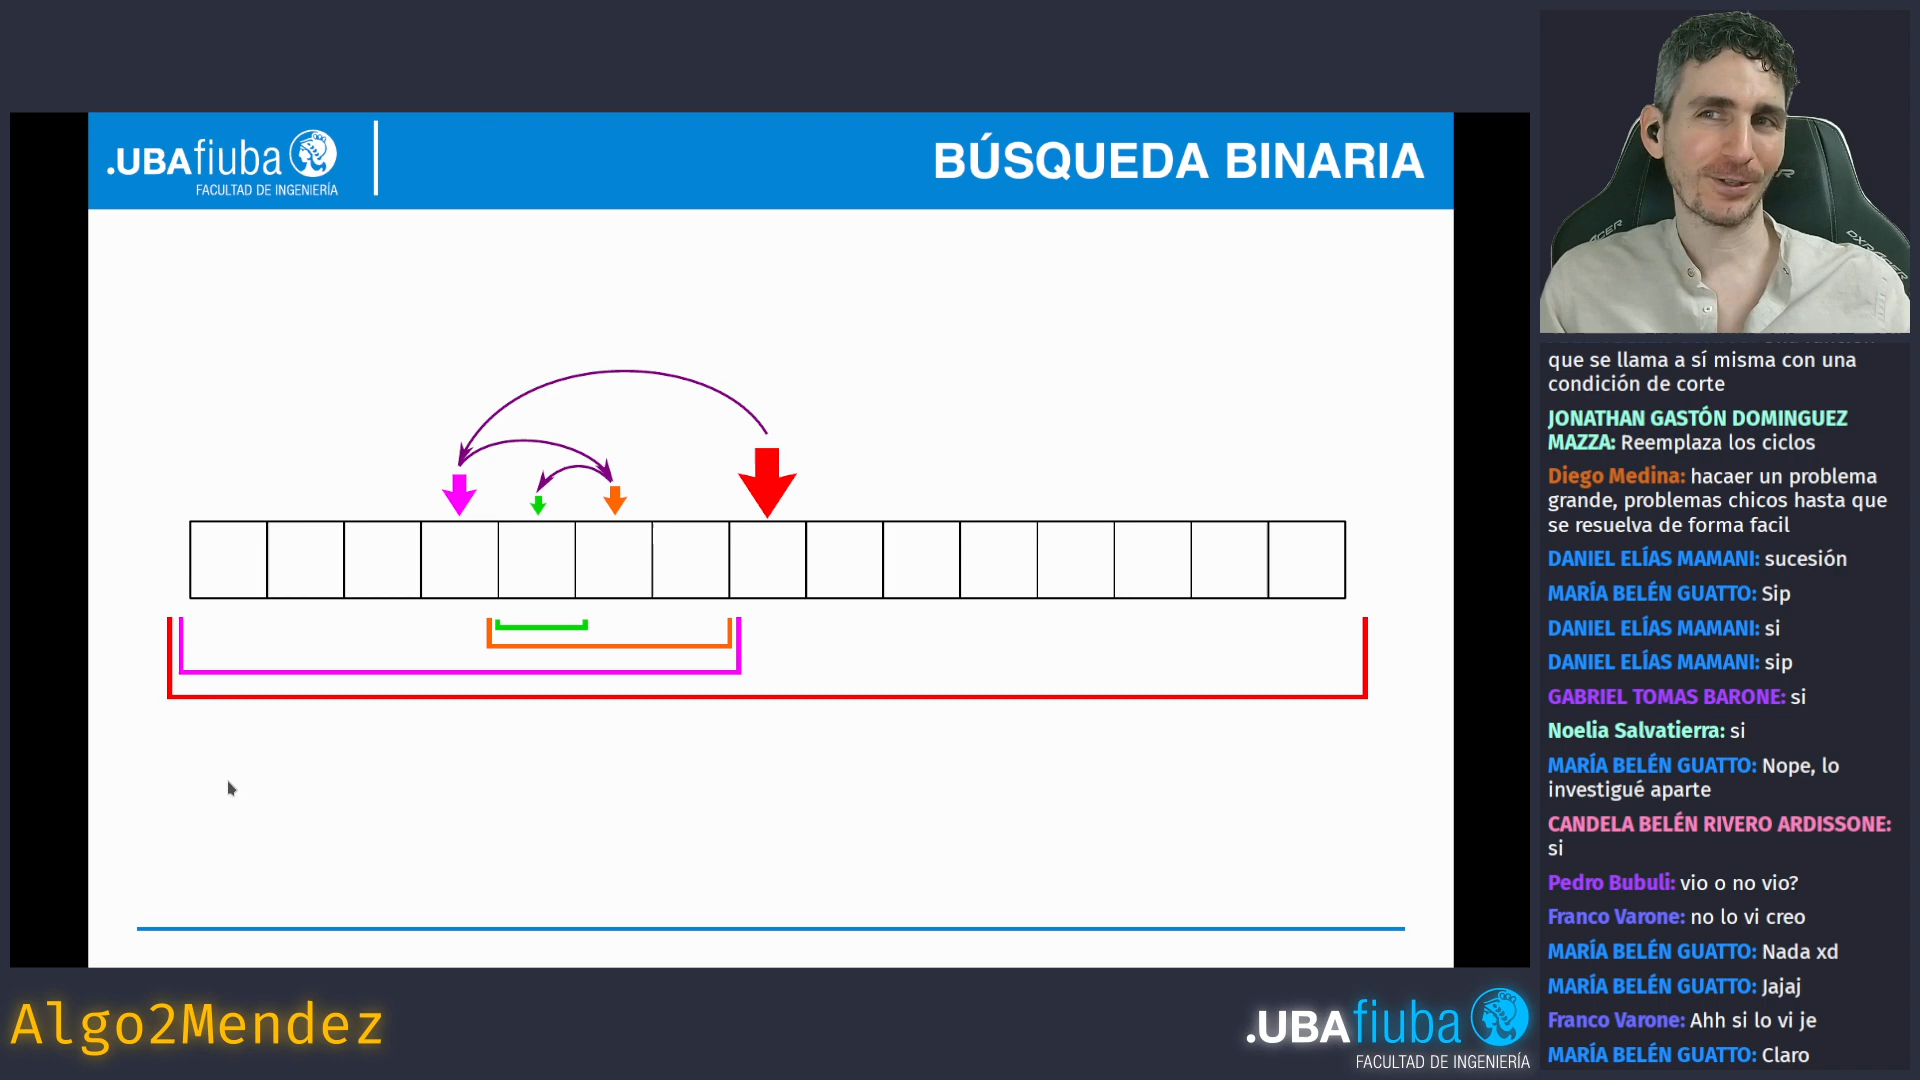 .UBAfiuba
FACULTAD DE INGENIERÍA
BÚSQUEDA BINARIA
ACER
DXRACER
que se llama a sí misma con una
condición de corte
JONATHAN GASTÓN DOMINGUEZ
MAZZA: Reemplaza los ciclos
Diego Medina: hacaer un problema
grande, problemas chicos hasta que
se resuelva de forma facil
DANIEL ELÍAS MAMANI: sucesión
MARÍA BELÉN GUATTO: Sip
DANIEL ELÍAS MAMANI: si
DANIEL ELÍAS MAMANI: sip
GABRIEL TOMAS BARONE: si
Noelia Salvatierra: si
MARÍA BELÉN GUATTO: Nope, lo
investigué aparte
CANDELA BELÉN RIVERO ARDISSONE:
si
Pedro Bubuli: vio o no vio?
Franco Varone: no lo vi creo
MARÍA BELÉN GUATTO: Nada xd
MARÍA BELÉN GUATTO: Jajaj
Franco Varone: Ahh si lo vi je
MARÍA BELÉN GUATTO: Claro
Algo2Mendez
.UBAfiuba
FACULTAD DE INGENIERÍA